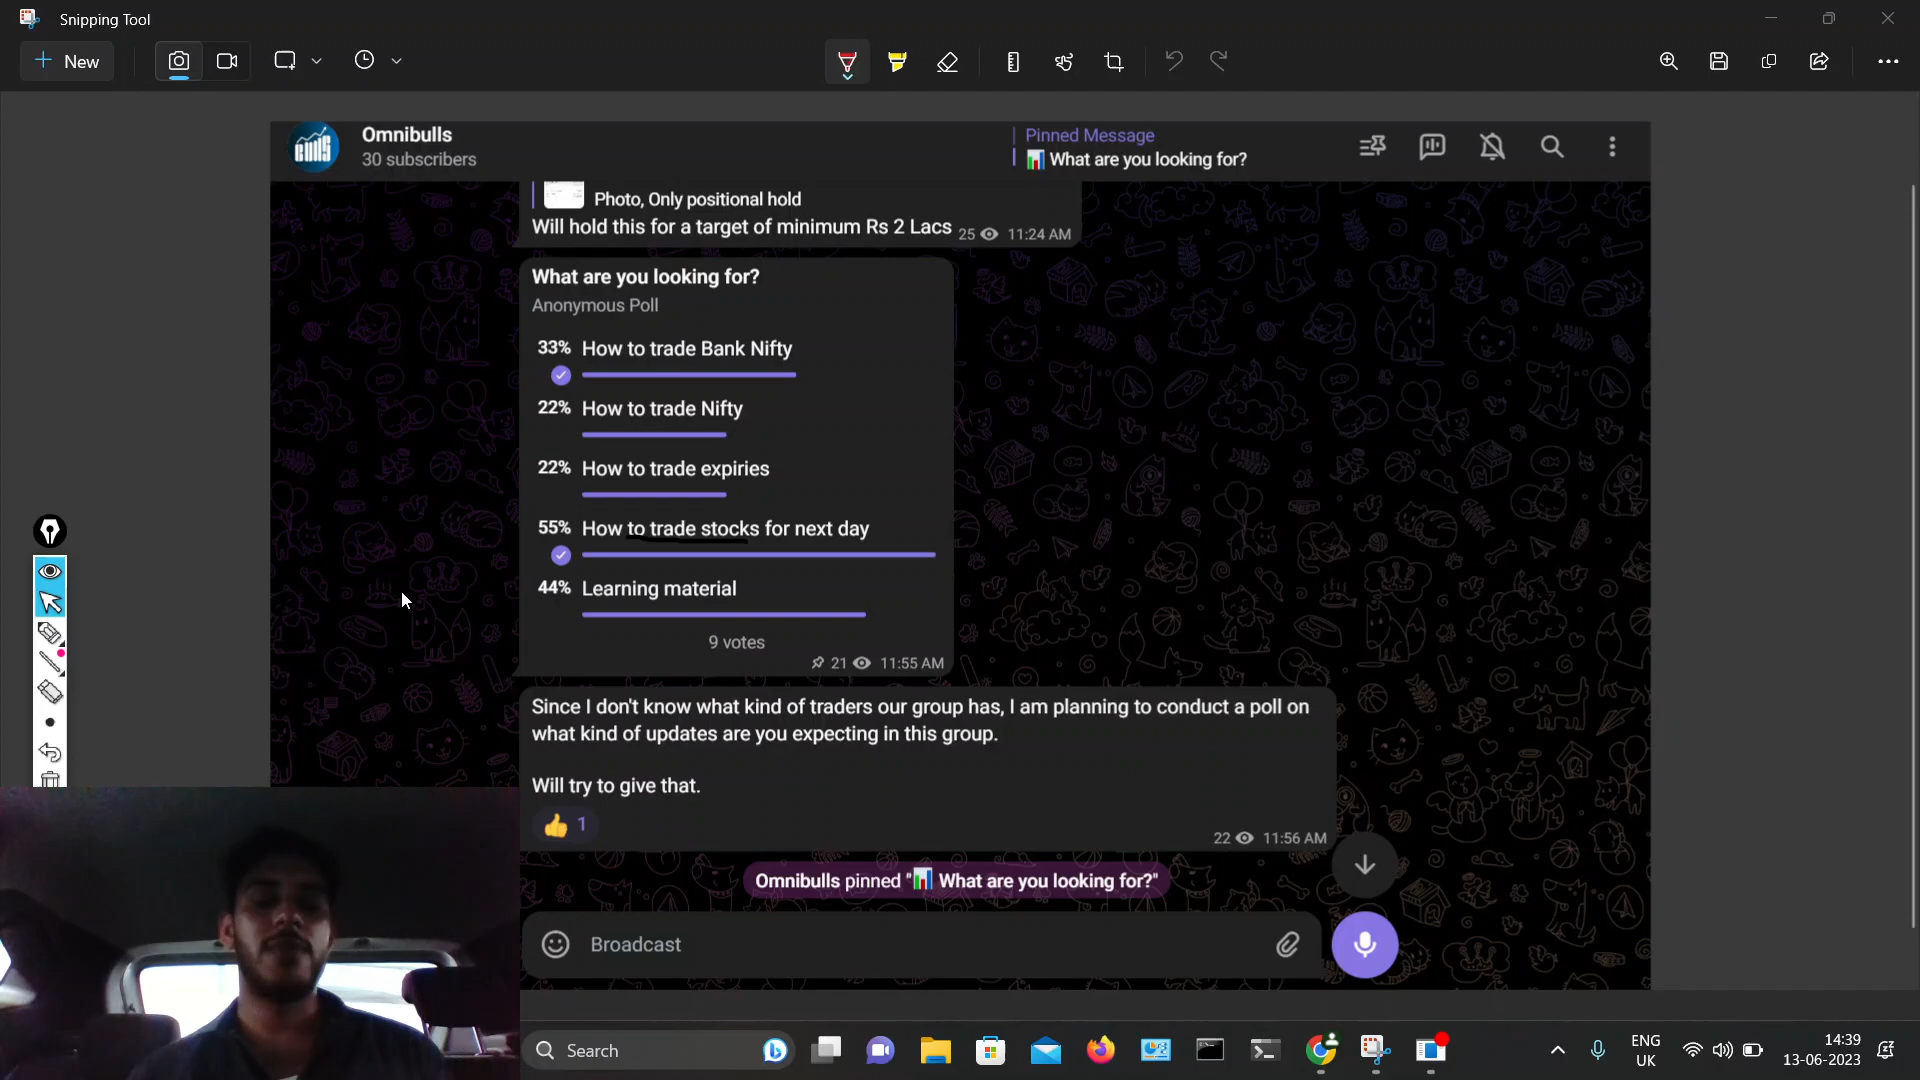 Snipping Tool
New
Omnibulls
30 subscribers
Pinned Message
📊 What are you looking for?
Photo, Only positional hold
Will hold this for a target of minimum Rs 2 Lacs
25 11:24 AM
What are you looking for?
Anonymous Poll
33% How to trade Bank Nifty
22% How to trade Nifty
22% How to trade expiries
55% How to trade stocks for next day
44% Learning material
9 votes
21 11:55 AM
Since I don't know what kind of traders our group has, I am planning to conduct a poll on
what kind of updates are you expecting in this group.
Will try to give that.
👍 1
22 11:56 AM
Omnibulls pinned "📊 What are you looking for?"
Broadcast
Search
ENG
UK
14:39
13-06-2023